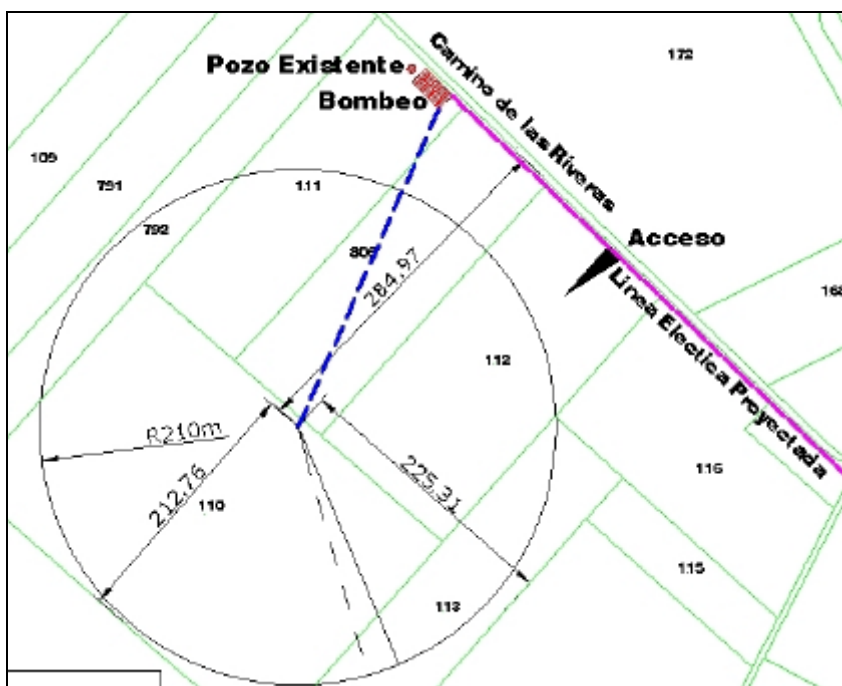 172
Camino de las Riveras
Pozo Existente
Bombeo
109
791
111
792
806
284,97
Acceso
168
Linea Electica Proyectada
112
R210m
212.76
110
225.31
116
115
113